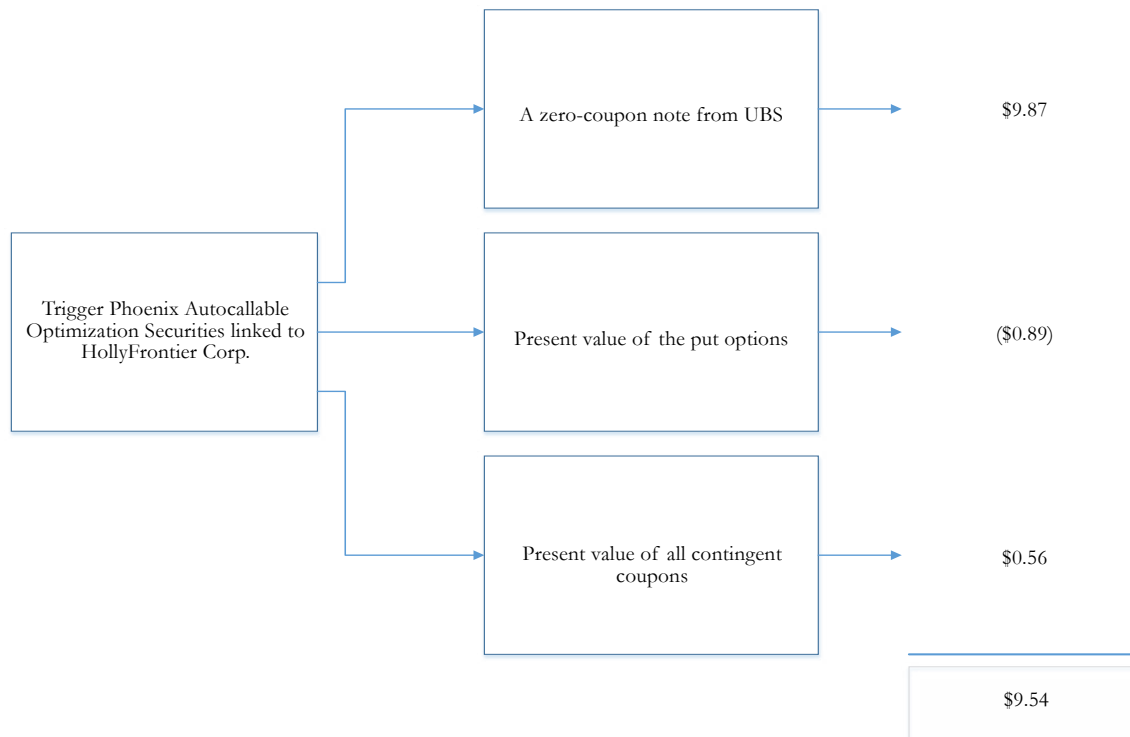 A zero-coupon note from UBS
$9.87
Trigger Phoenix Autocallable
Optimization Securities linked to
HollyFrontier Corp.
Present value of the put options
($0.89)
Present value of all contingent
coupons
$0.56
$9.54